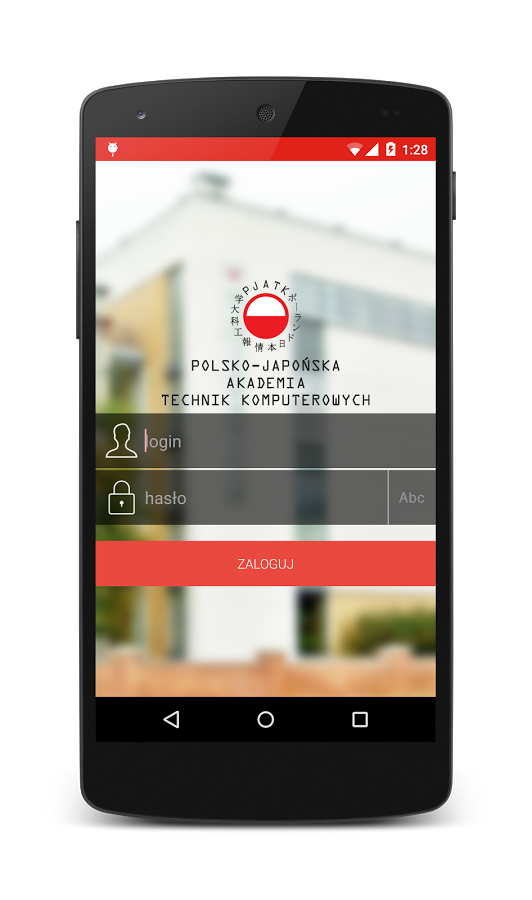 1:28
PJATK
ポーランド日本情報工科大学
POLSKO-JAPOŃSKA
AKADEMIA
TECHNIK KOMPUTEROWYCH
login
hasło
Abc
ZALOGUJ